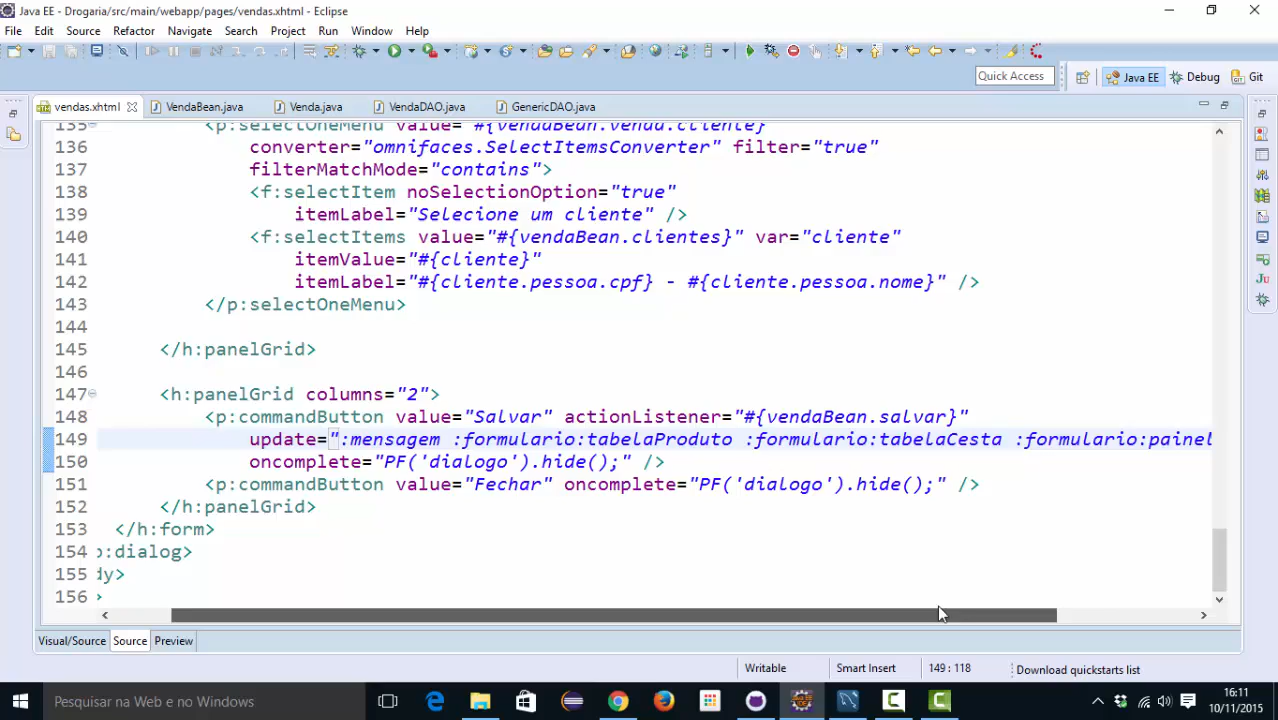 Java EE - Drogaria/src/main/webapp/pages/vendas.xhtml - Eclipse
File Edit Source Refactor Navigate Search Project Run Window Help
Quick Access Java EE Debug Git
vendas.xhtml VendaBean.java Venda.java VendaDAO.java GenericDAO.java
135 <p:selectOneMenu value="#{vendaBean.venda.cliente}"
136 converter="omnifaces.SelectItemsConverter" filter="true"
137 filterMatchMode="contains">
138 <f:selectItem noSelectionOption="true"
139 itemLabel="Selecione um cliente" />
140 <f:selectItems value="#{vendaBean.clientes}" var="cliente"
141 itemValue="#{cliente}"
142 itemLabel="#{cliente.pessoa.cpf} - #{cliente.pessoa.nome}" />
143 </p:selectOneMenu>
144
145 </h:panelGrid>
146
147 <h:panelGrid columns="2">
148 <p:commandButton value="Salvar" actionListener="#{vendaBean.salvar}"
149 update=":mensagem :formulario:tabelaProduto :formulario:tabelaCesta :formulario:painel
150 oncomplete="PF('dialogo').hide();" />
151 <p:commandButton value="Fechar" oncomplete="PF('dialogo').hide();" />
152 </h:panelGrid>
153 </h:form>
154 p:dialog>
155 dy>
156 >
Visual/Source Source Preview
Writable Smart Insert 149 : 118 Download quickstarts list
Pesquisar na Web e no Windows
16:11
10/11/2015